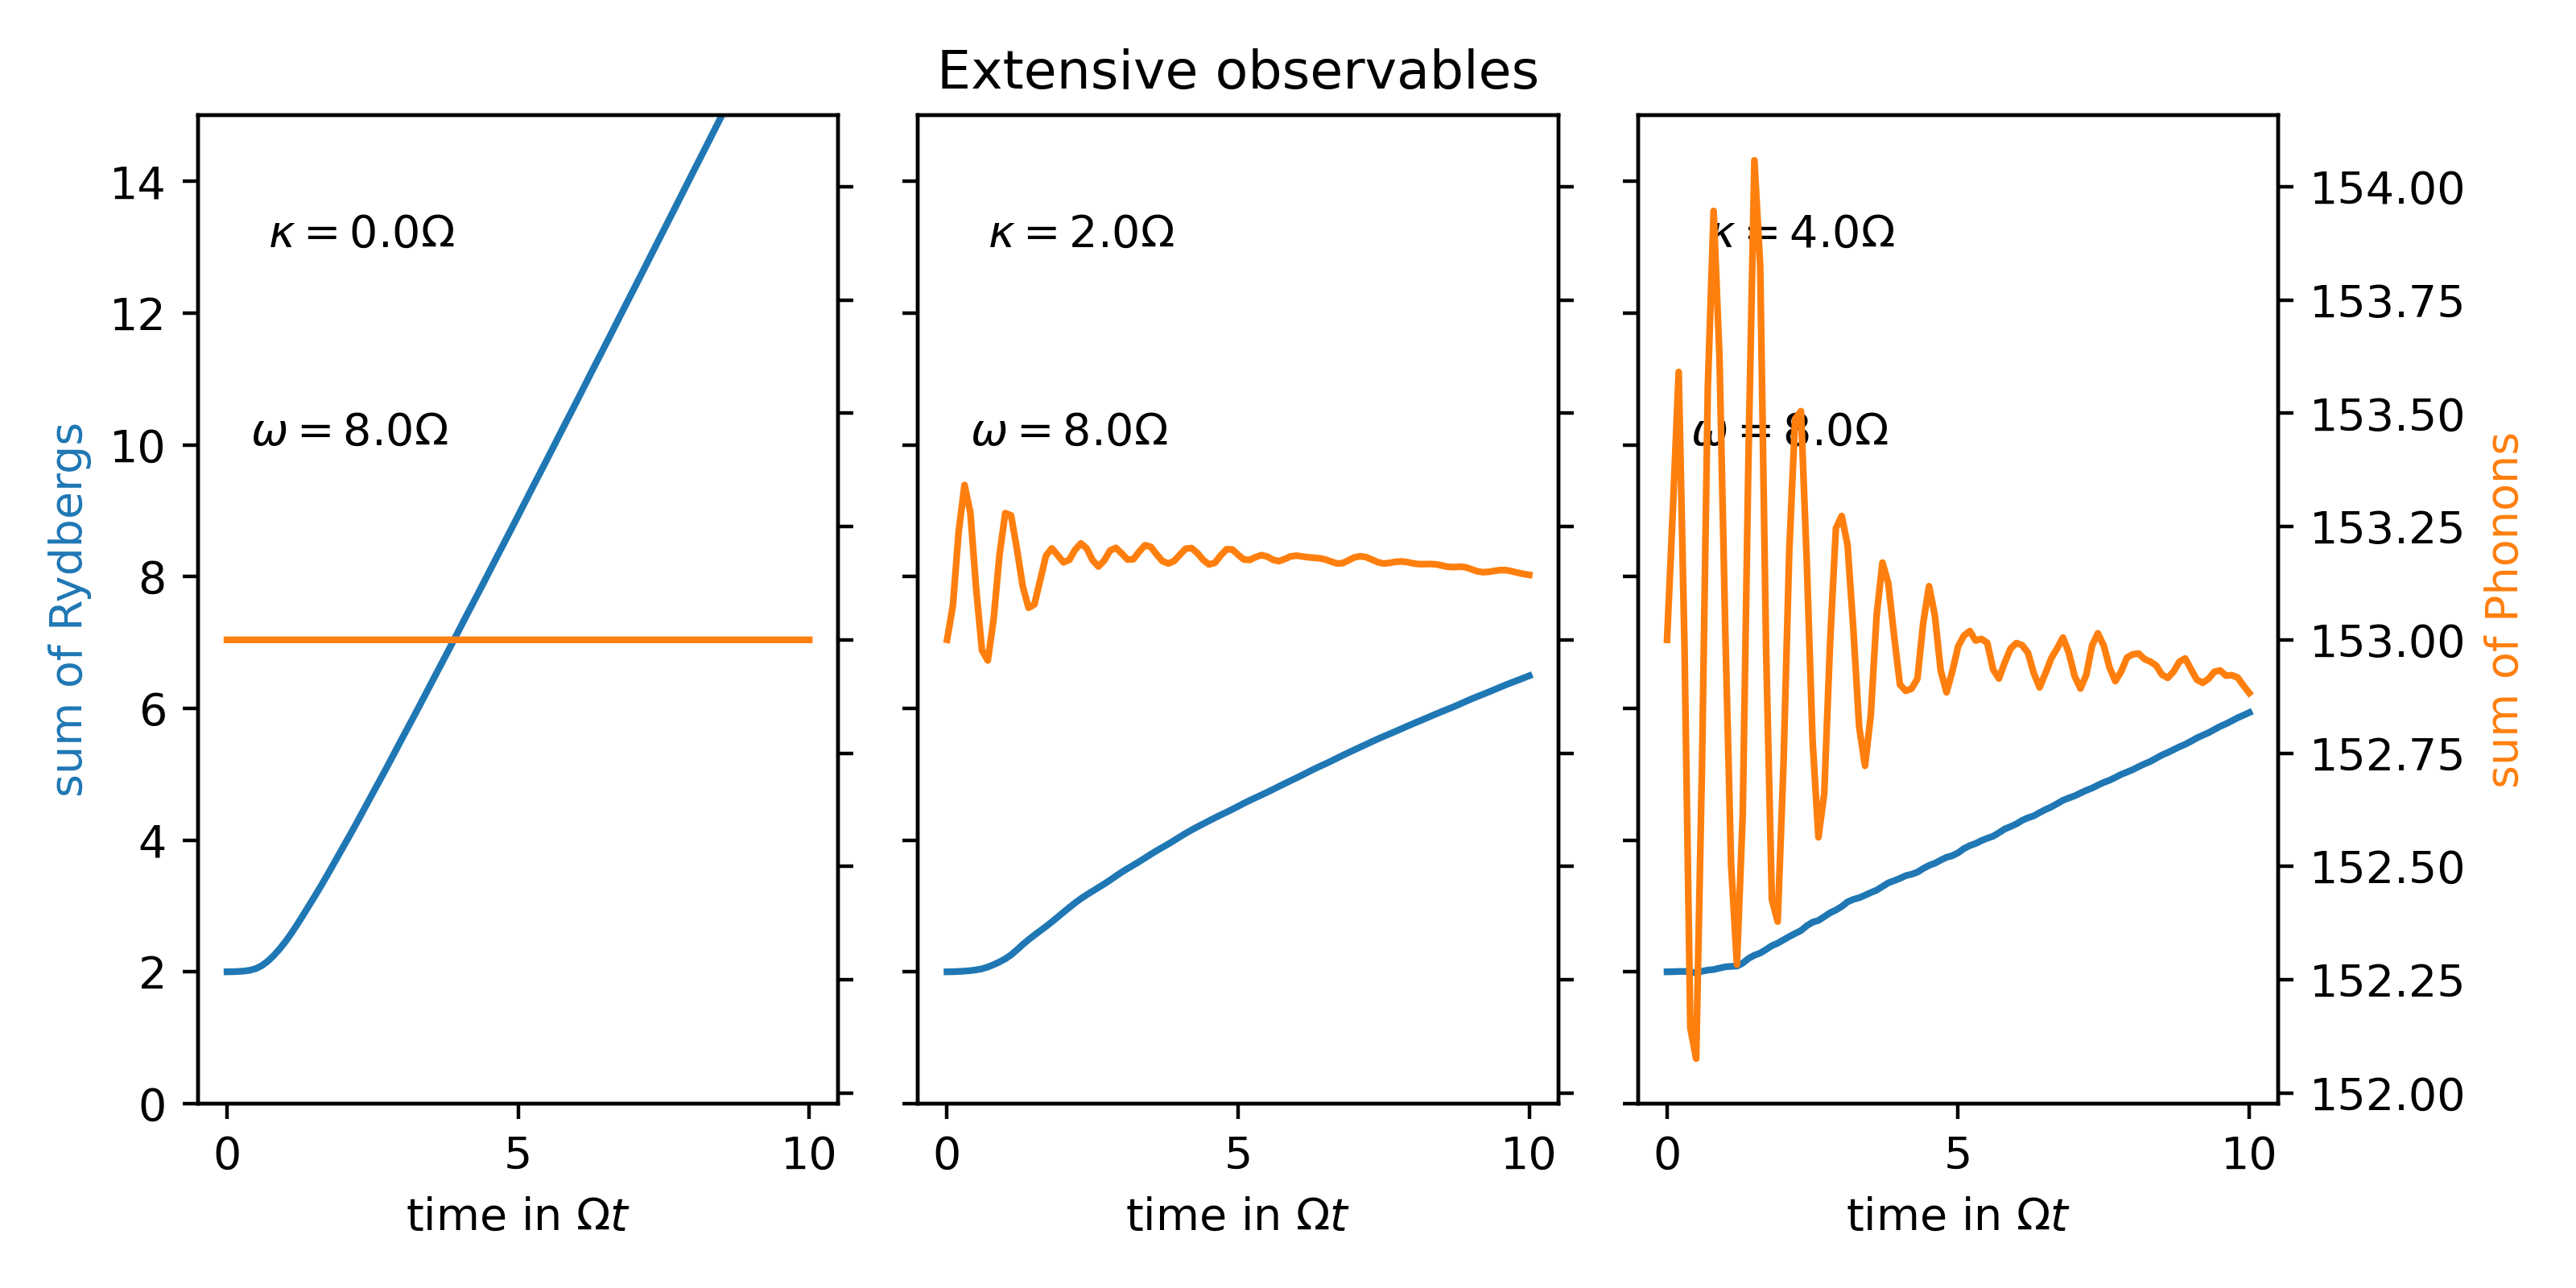 Extensive observables
sum of Rydbergs
14
12
10
8
6
4
2
0
κ = 0.0Ω
ω = 8.0Ω
0 5 10
time in Ωt
κ = 2.0Ω
ω = 8.0Ω
0 5 10
time in Ωt
κ = 4.0Ω
ω = 8.0Ω
0 5 10
time in Ωt
154.00
153.75
153.50
153.25
153.00
152.75
152.50
152.25
152.00
sum of Phonons